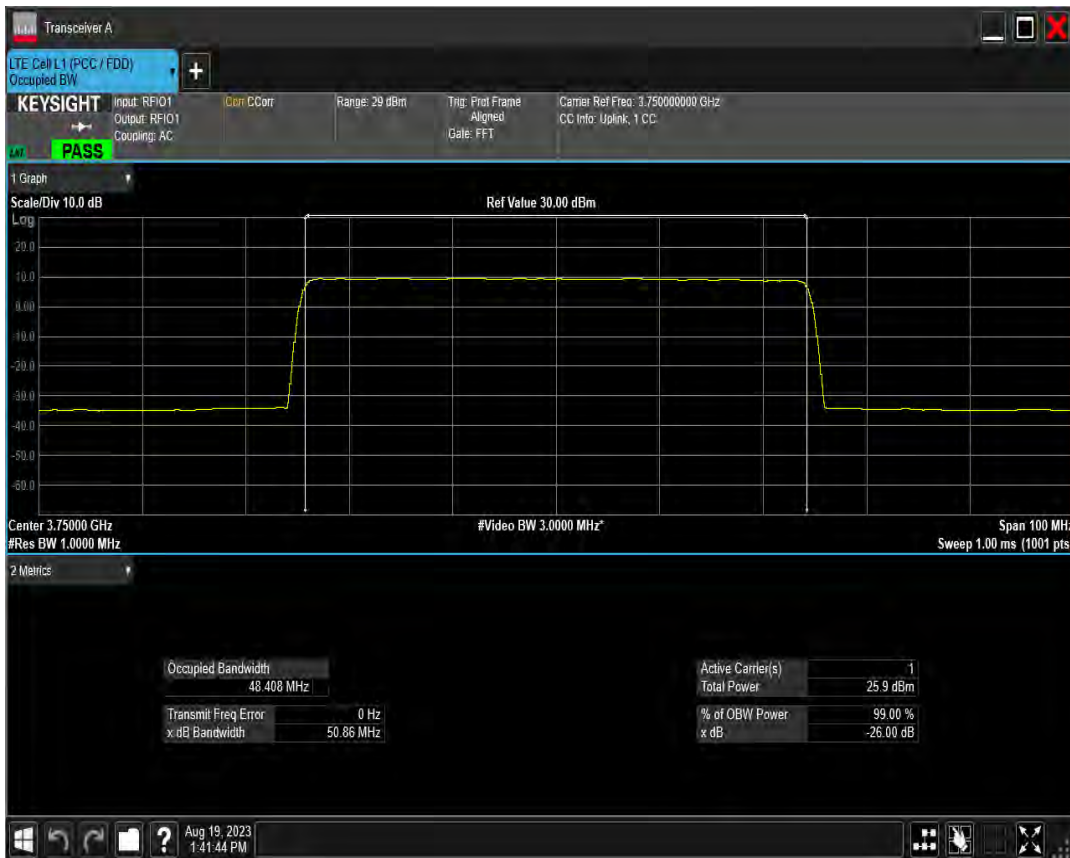 Transceiver A
LTE Cell L1 (PCC / FDD)
Occupied BW
+
KEYSIGHT
Input: RFIO1
Output: RFIO1
Coupling: AC
Corr CCorr
Range: 29 dBm
Trig: Prot Frame
Aligned
Gate: FFT
Carrier Ref Freq: 3.750000000 GHz
CC Info: Uplink, 1 CC
PASS
1 Graph
Scale/Div 10.0 dB
Ref Value 30.00 dBm
Log
20.0
10.0
0.00
-10.0
-20.0
-30.0
-40.0
-50.0
-60.0
Center 3.75000 GHz
#Video BW 3.0000 MHz*
Span 100 MHz
#Res BW 1.0000 MHz
Sweep 1.00 ms (1001 pts
2 Metrics
Occupied Bandwidth
48.408 MHz
Transmit Freq Error 0 Hz
x dB Bandwidth 50.86 MHz
Active Carrier(s) 1
Total Power 25.9 dBm
% of OBW Power 99.00 %
x dB -26.00 dB
?
Aug 19, 2023
1:41:44 PM